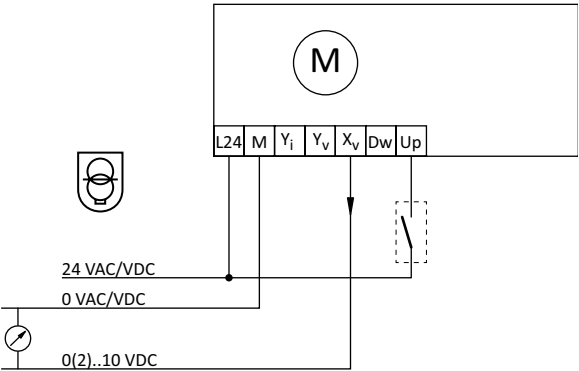 M
L24 M Yi Yv Xv Dw Up
24 VAC/VDC
0 VAC/VDC
0(2)..10 VDC